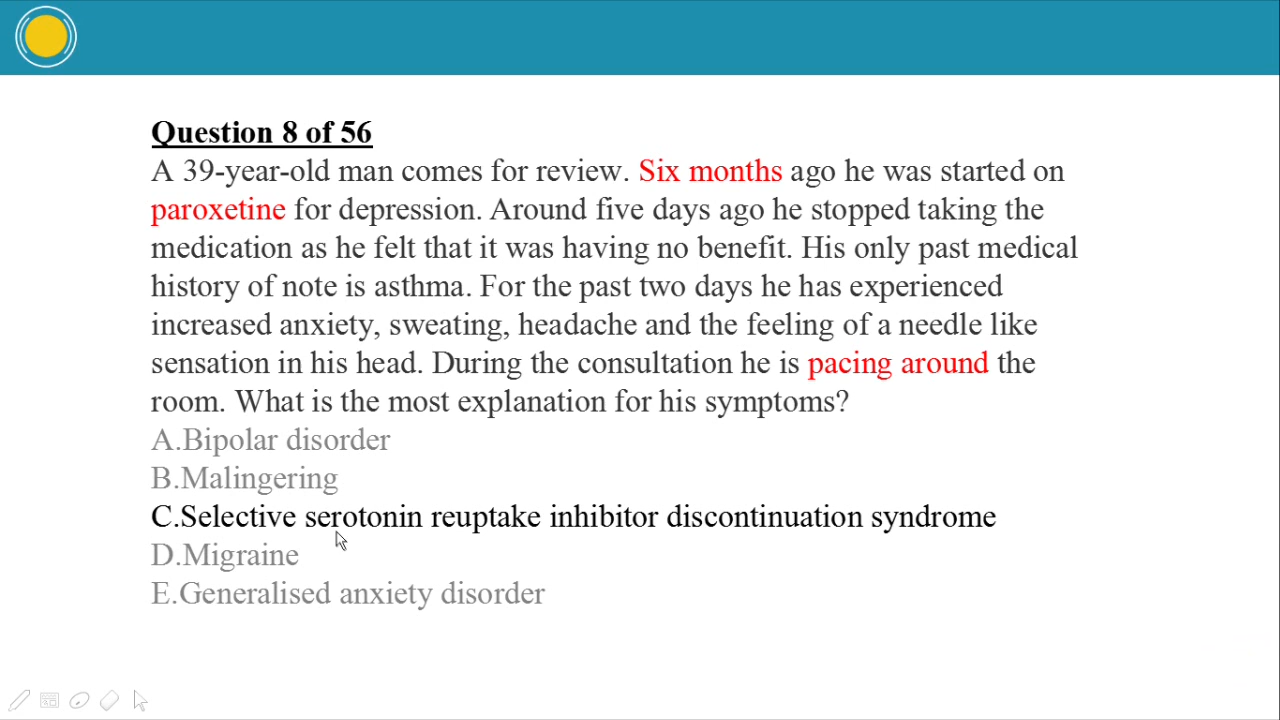 Question 8 of 56
A 39-year-old man comes for review. Six months ago he was started on
paroxetine for depression. Around five days ago he stopped taking the
medication as he felt that it was having no benefit. His only past medical
history of note is asthma. For the past two days he has experienced
increased anxiety, sweating, headache and the feeling of a needle like
sensation in his head. During the consultation he is pacing around the
room. What is the most explanation for his symptoms?
A.Bipolar disorder
B.Malingering
C.Selective serotonin reuptake inhibitor discontinuation syndrome
D.Migraine
E.Generalised anxiety disorder